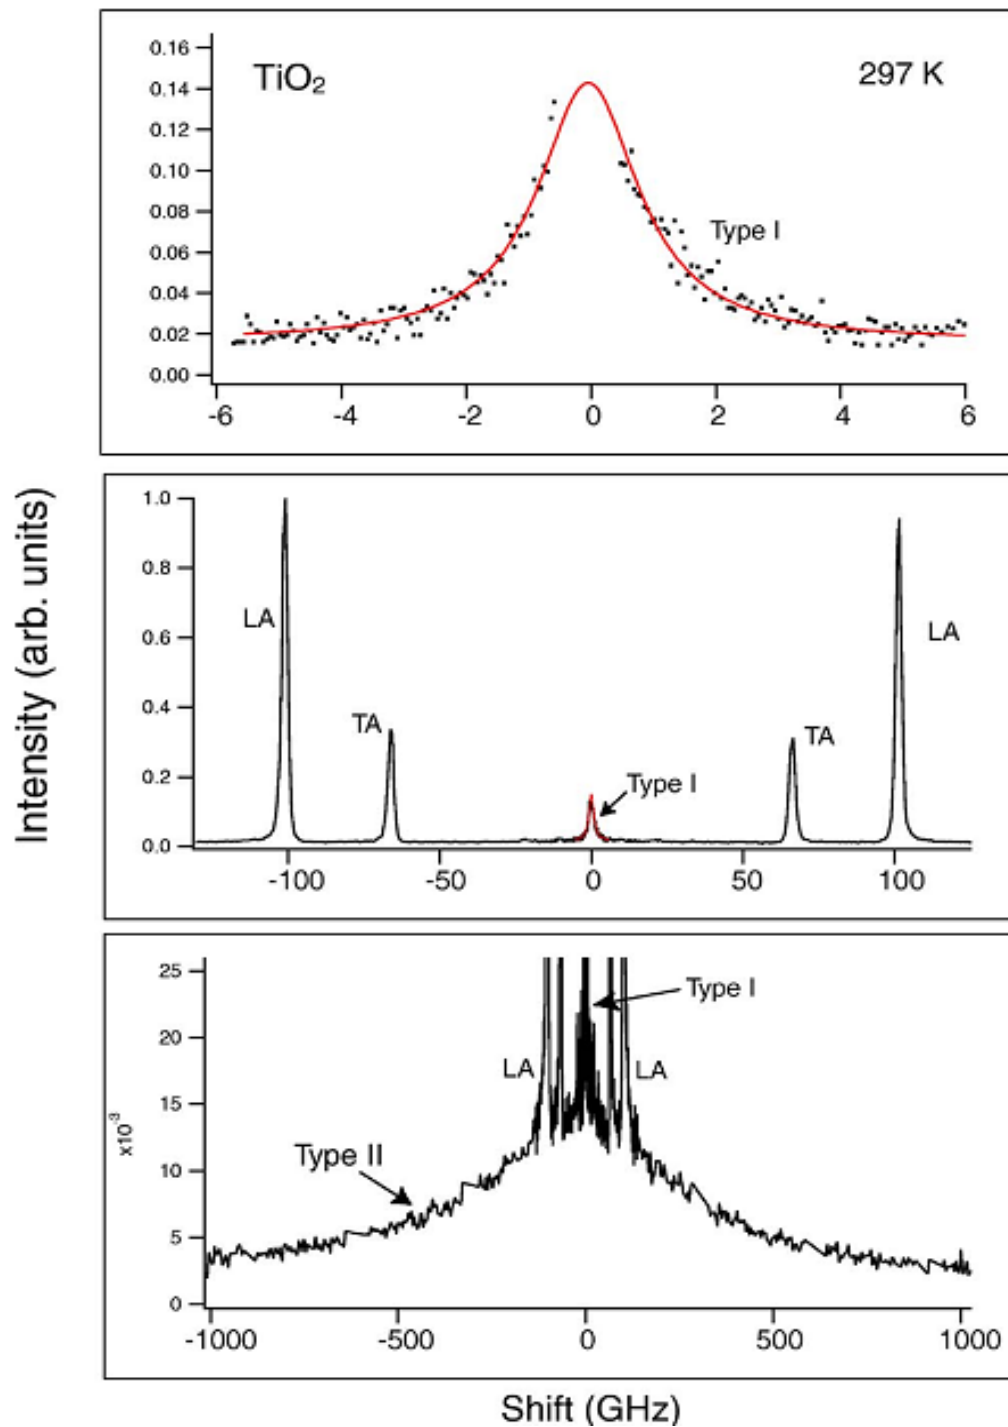 0.16
TiO₂
297 K
0.14
0.12
0.10
0.08
Type I
0.06
0.04
0.02
0.00
-6
-4
-2
0
2
4
6
Intensity (arb. units)
1.0
0.8
LA
LA
0.6
0.4
TA
TA
Type I
0.2
0.0
-100
-50
0
50
100
25
Type I
20
LA
LA
15
x10⁻³
Type II
10
5
0
-1000
-500
0
500
1000
Shift (GHz)